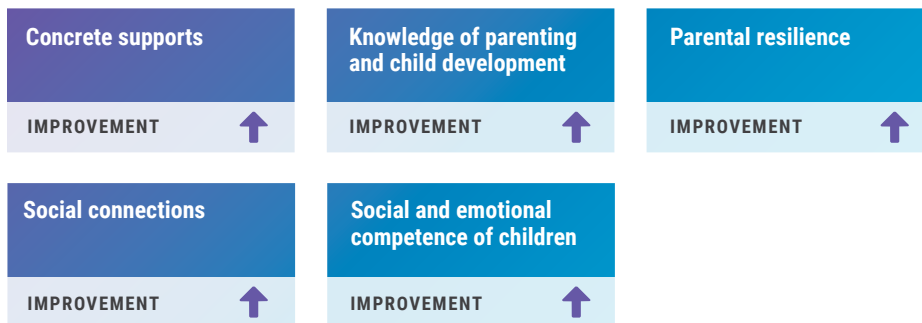 Concrete supports
IMPROVEMENT
Knowledge of parenting
and child development
IMPROVEMENT
Parental resilience
IMPROVEMENT
Social connections
IMPROVEMENT
Social and emotional
competence of children
IMPROVEMENT